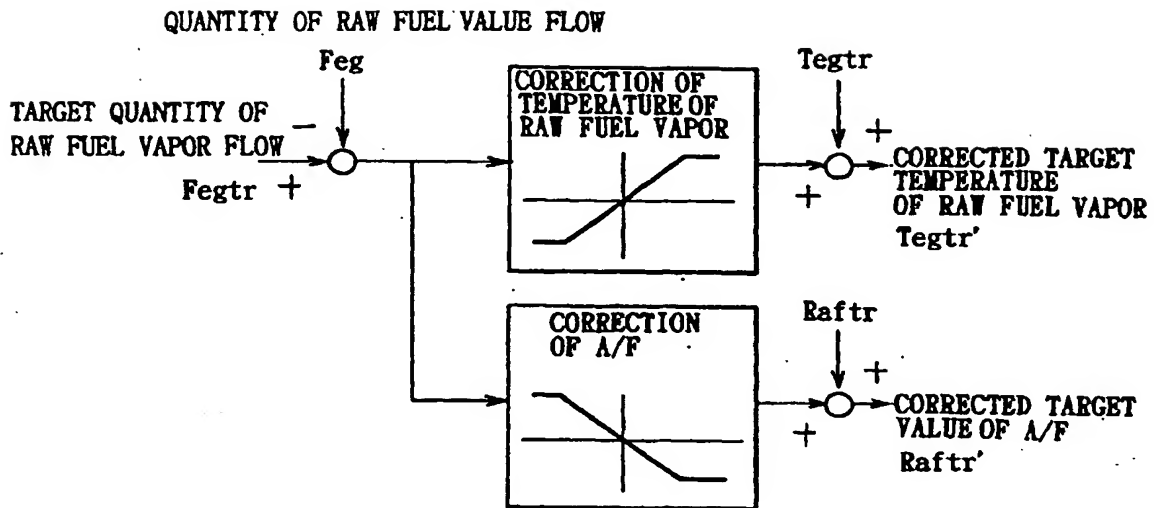 QUANTITY OF RAW FUEL VALUE FLOW
Feg
Tegtr
CORRECTION OF
TEMPERATURE OF
RAW FUEL VAPOR
TARGET QUANTITY OF
RAW FUEL VAPOR FLOW
−
+
Fegtr +
+
CORRECTED TARGET
TEMPERATURE
OF RAW FUEL VAPOR
Tegtr'
CORRECTION
OF A/F
Raftr
+
+
CORRECTED TARGET
VALUE OF A/F
Raftr'